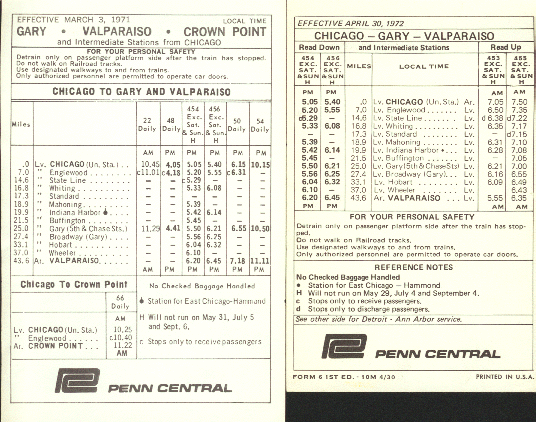 EFFECTIVE MARCH 3, 1971 LOCAL TIME
GARY • VALPARAISO • CROWN POINT
and Intermediate Stations from CHICAGO
FOR YOUR PERSONAL SAFETY
Detrain only on passenger platform side after the train has stopped.
Do not walk on Railroad tracks.
Use designated walkways to and from trains.
Only authorized personnel are permitted to operate car doors.
CHICAGO TO GARY AND VALPARAISO
Miles 22 Daily 48 Daily 454 Exc. Sat. & Sun. H 456 Exc. Sat. & Sun. H 50 Daily 54 Daily
AM PM PM PM PM PM
.0 Lv. CHICAGO (Un. Sta.) . . 10.45 4.05 5.05 5.40 6.15 10.15
7.0 " Englewood . . . . . . . c11.01 c4.18 5.20 5.55 c6.31 —
14.6 " State Line . . . . . . . . — — c5.29 — — —
16.8 " Whiting . . . . . . . . . — — 5.33 6.08 — —
17.3 " Standard . . . . . . . . — — — — — —
18.9 " Mahoning . . . . . . . . — — 5.39 — — —
19.9 " Indiana Harbor . . . . — — 5.42 6.14 — —
21.5 " Buffington . . . . . . . — — 5.45 — — —
25.0 " Gary (5th & Chase Sts.) 11.29 4.41 5.50 6.21 6.55 10.50
27.4 " Broadway (Gary) . . . — — 5.56 6.25 — —
33.1 " Hobart . . . . . . . . . — — 6.04 6.32 — —
37.0 " Wheeler . . . . . . . . . — — 6.10 — — —
43.6 Ar. VALPARAISO . . . . — — 6.20 6.45 7.18 11.11
AM PM PM PM PM PM
Chicago To Crown Point
66
Daily
AM
Lv. CHICAGO (Un. Sta.) 10.25
" Englewood . . . . . . c10.40
Ar. CROWN POINT . . . 11.22
AM
No Checked Baggage Handled
Station for East Chicago-Hammond
H Will not run on May 31, July 5
and Sept, 6,
c Stops only to receive passengers
PENN CENTRAL
EFFECTIVE APRIL 30, 1972
CHICAGO – GARY – VALPARAISO
Read Down and Intermediate Stations Read Up
454 EXC. SAT. & SUN H 456 EXC. SAT. & SUN H MILES LOCAL TIME 453 EXC. SAT. & SUN H 455 EXC. SAT. & SUN H
PM PM AM AM
5.05 5.40 .0 Lv. CHICAGO (Un. Sta.) Ar. 7.05 7.50
6.20 5.55 7.0 Lv. Englewood . . . . . . Lv. 6.50 7.36
d5.29 — 14.6 Lv. State Line . . . . . . Lv. d 6.38 d7.22
5.33 6.08 16.8 Lv. Whiting . . . . . . . . Lv. 6.35 7.17
— — 17.3 Lv. Standard . . . . . . . Lv. — d7.16
5.39 — 18.9 Lv. Mahoning . . . . . . . Lv. 6.31 7.10
5.42 6.14 19.9 Lv. Indiana Harbor • . . . Lv. 6.28 7.08
5.45 — 21.5 Lv. Buffington . . . . . . Lv. — 7.05
5.50 6.21 25.0 Lv. Gary (5th & Chase Sts.) Lv. 6.21 7.00
5.56 6.25 27.4 Lv. Broadway (Gary) . . . Lv. 6.16 6.55
6.04 6.32 33.1 Lv. Hobart . . . . . . . . Lv. 6.09 6.49
6.10 — 37.0 Lv. Wheeler . . . . . . . Lv. — 6.43
6.20 6.45 43.6 Ar. VALPARAISO . . . Lv. 5.55 6.35
PM PM AM AM
FOR YOUR PERSONAL SAFETY
Detrain only on passenger platform side after the train has stop-
ped.
Do not walk on Railroad tracks.
Use designated walkways to and from trains.
Only authorized personnel are permitted to operate car doors.
REFERENCE NOTES
No Checked Baggage Handled
• Station for East Chicago – Hammond
H Will not run on May 29, July 4 and September 4.
c Stops only to receive passengers.
d Stops only to discharge passengers.
See other side for Detroit - Ann Arbor service.
PENN CENTRAL
FORM 6 1ST ED. - 10M 4/30 PRINTED IN U.S.A.